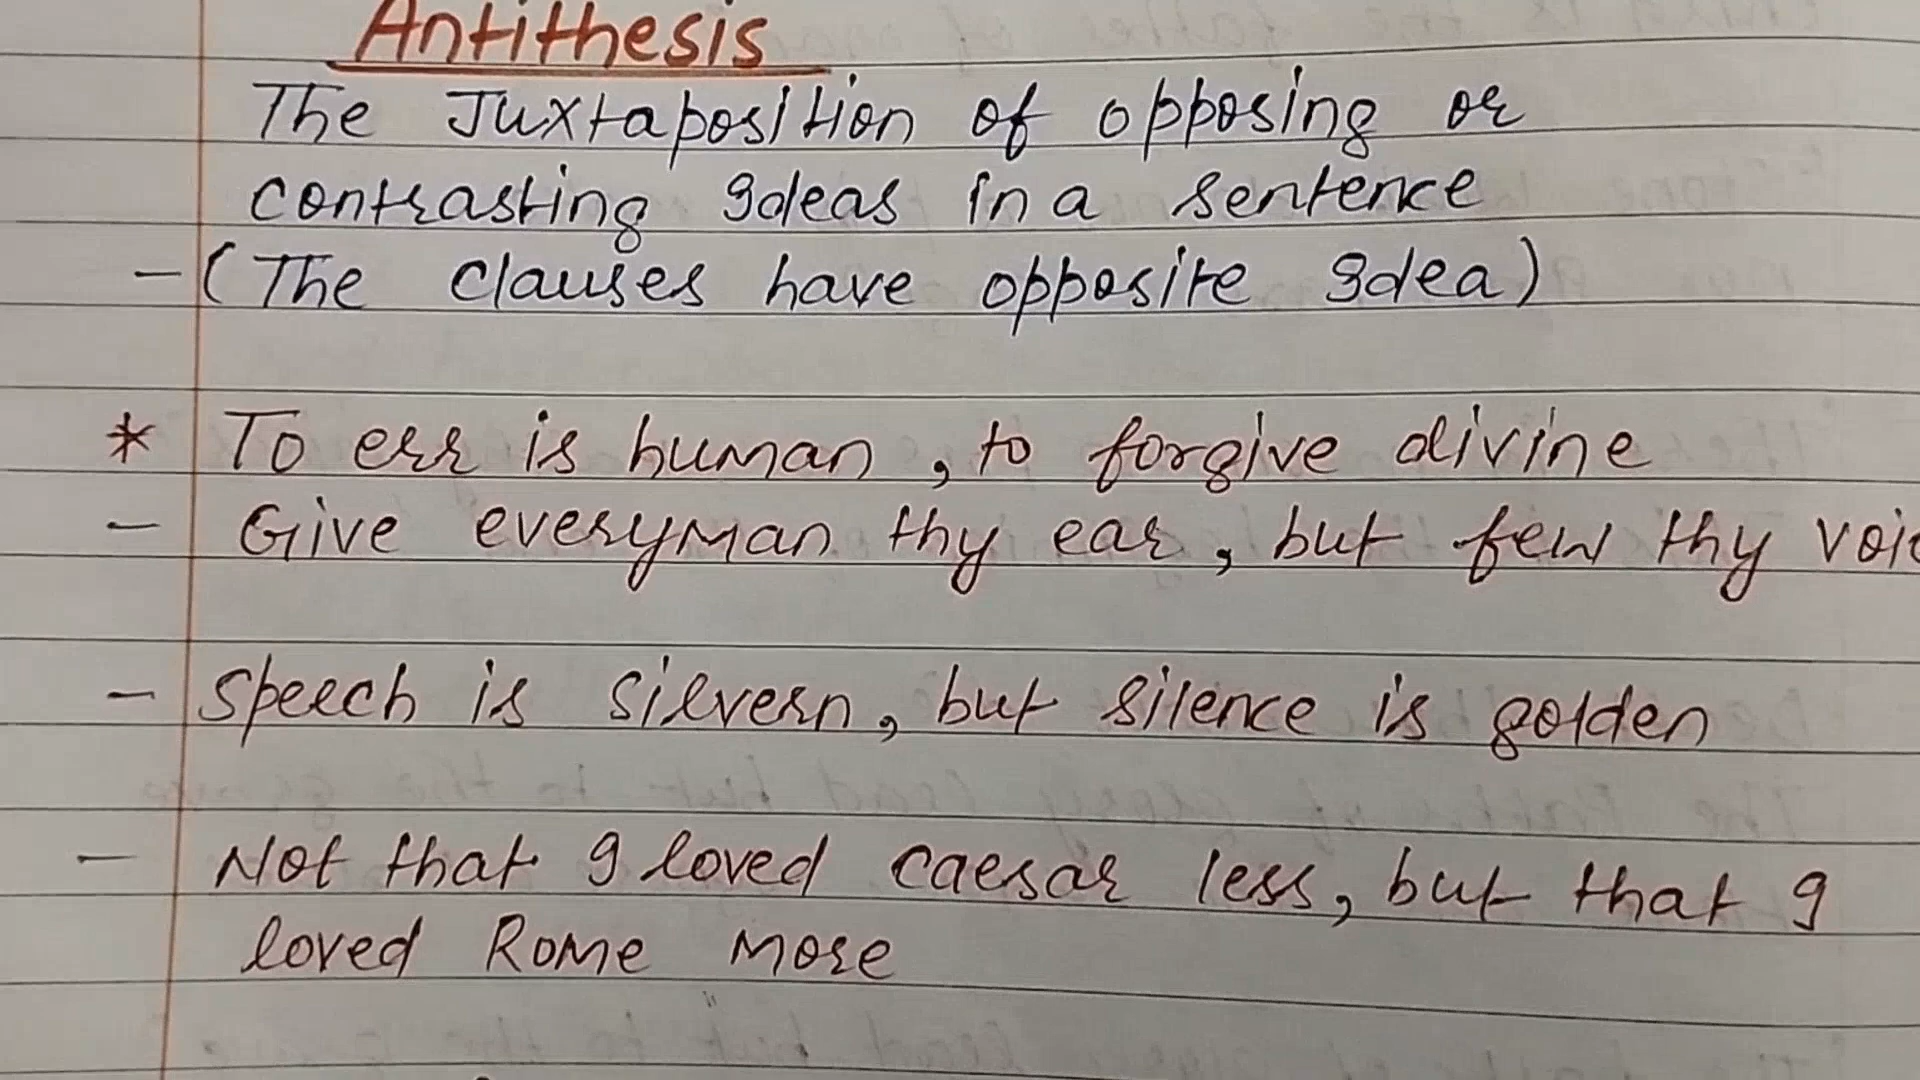 Antithesis
The Juxtaposition of opposing or
contrasting Ideas in a sentence
- (The clauses have opposite Idea)
* To err is human, to forgive divine
- Give everyman thy ear, but few thy voic
- Speech is silvern, but silence is golden
- Not that I loved caesar less, but that I
loved Rome more